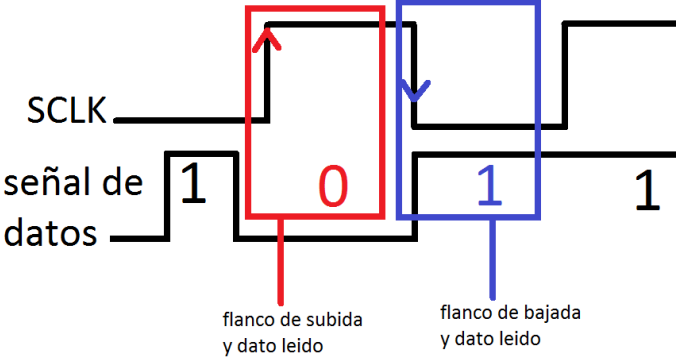 SCLK
señal de
datos
1
0
1
1
flanco de subida
y dato leido
flanco de bajada
y dato leido